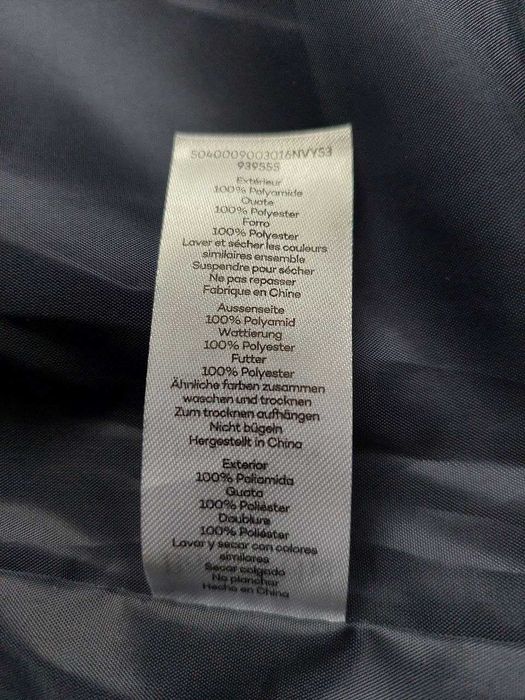 5040009003016NVY53
939555
Extérieur
100% Polyamide
Ouate
100% Polyester
Forro
100% Polyester
Laver et sécher les couleurs
similaires ensemble
Suspendre pour sécher
Ne pas repasser
Fabrique en Chine
Aussenseite
100% Polyamid
Wattierung
100% Polyester
Futter
100% Polyester
Ähnliche farben zusammen
waschen und trocknen
Zum trocknen aufhängen
Nicht bügeln
Hergestellt in China
Exterior
100% Poliamida
Guata
100% Poliéster
Doublure
100% Poliéster
Lavar y secar con colores
similares
Secar colgado
No planchar
Hecho en China